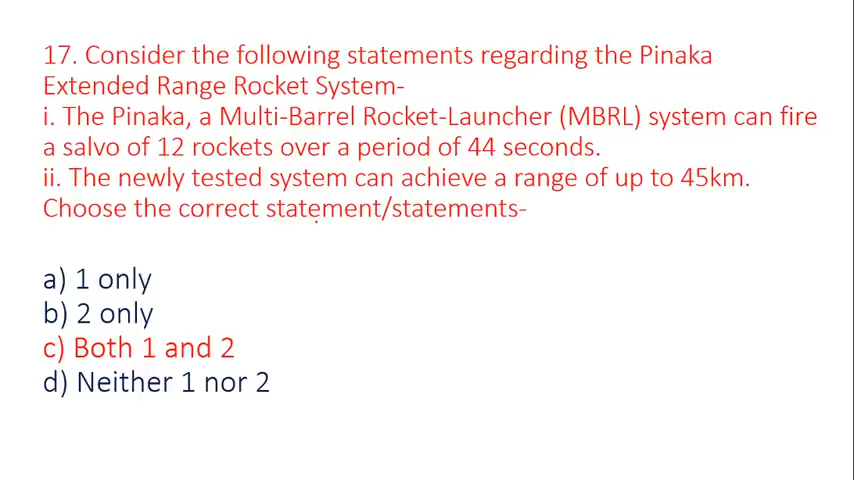 17. Consider the following statements regarding the Pinaka
Extended Range Rocket System-
i. The Pinaka, a Multi-Barrel Rocket-Launcher (MBRL) system can fire
a salvo of 12 rockets over a period of 44 seconds.
ii. The newly tested system can achieve a range of up to 45km.
Choose the correct statement/statements-
a) 1 only
b) 2 only
c) Both 1 and 2
d) Neither 1 nor 2